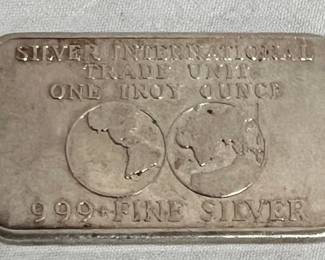 SILVER INTERNATIONAL
TRADE UNIT
ONE TROY OUNCE
999+ FINE SILVER